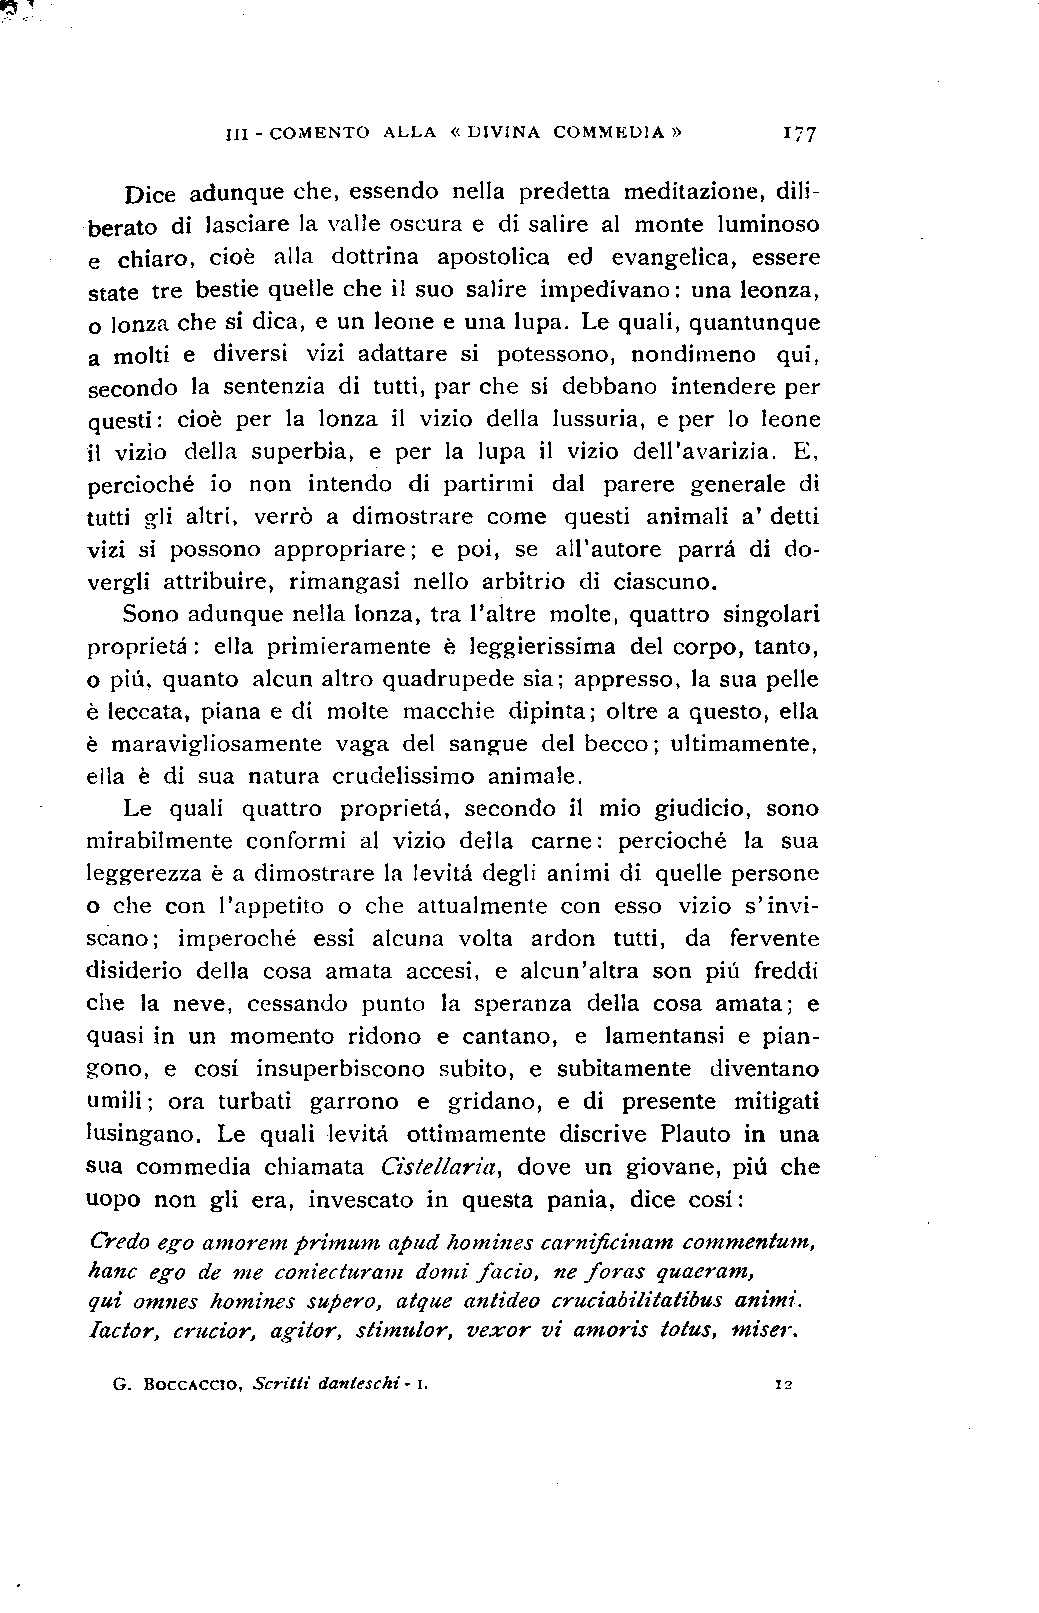 III - COMENTO ALLA « DIVINA COMMEDIA » 177
Dice adunque che, essendo nella predetta meditazione, dili-
berato di lasciare la valle oscura e di salire al monte luminoso
e chiaro, cioè alla dottrina apostolica ed evangelica, essere
state tre bestie quelle che il suo salire impedivano: una leonza,
o lonza che si dica, e un leone e una lupa. Le quali, quantunque
a molti e diversi vizi adattare si potessono, nondimeno qui,
secondo la sentenzia di tutti, par che si debbano intendere per
questi: cioè per la lonza il vizio della lussuria, e per lo leone
il vizio della superbia, e per la lupa il vizio dell'avarizia. E,
percioché io non intendo di partirmi dal parere generale di
tutti gli altri, verrò a dimostrare come questi animali a' detti
vizi si possono appropriare; e poi, se all'autore parrá di do-
vergli attribuire, rimangasi nello arbitrio di ciascuno.
Sono adunque nella lonza, tra l'altre molte, quattro singolari
proprietá: ella primieramente è leggierissima del corpo, tanto,
o piú, quanto alcun altro quadrupede sia; appresso, la sua pelle
è leccata, piana e di molte macchie dipinta; oltre a questo, ella
è maravigliosamente vaga del sangue del becco; ultimamente,
ella è di sua natura crudelissimo animale.
Le quali quattro proprietá, secondo il mio giudicio, sono
mirabilmente conformi al vizio della carne: percioché la sua
leggerezza è a dimostrare la levitá degli animi di quelle persone
o che con l'appetito o che attualmente con esso vizio s'invi-
scano; imperoché essi alcuna volta ardon tutti, da fervente
disiderio della cosa amata accesi, e alcun'altra son piú freddi
che la neve, cessando punto la speranza della cosa amata; e
quasi in un momento ridono e cantano, e lamentansi e pian-
gono, e cosí insuperbiscono subito, e subitamente diventano
umili; ora turbati garrono e gridano, e di presente mitigati
lusingano. Le quali levitá ottimamente discrive Plauto in una
sua commedia chiamata Cistellaria, dove un giovane, piú che
uopo non gli era, invescato in questa pania, dice cosí:
Credo ego amorem primum apud homines carnificinam commentum,
hanc ego de me coniecturam domi facio, ne foras quaeram,
qui omnes homines supero, atque antideo cruciabilitatibus animi.
Iactor, crucior, agitor, stimulor, vexor vi amoris totus, miser.
G. BOCCACCIO, Scritti danteschi - I. 12